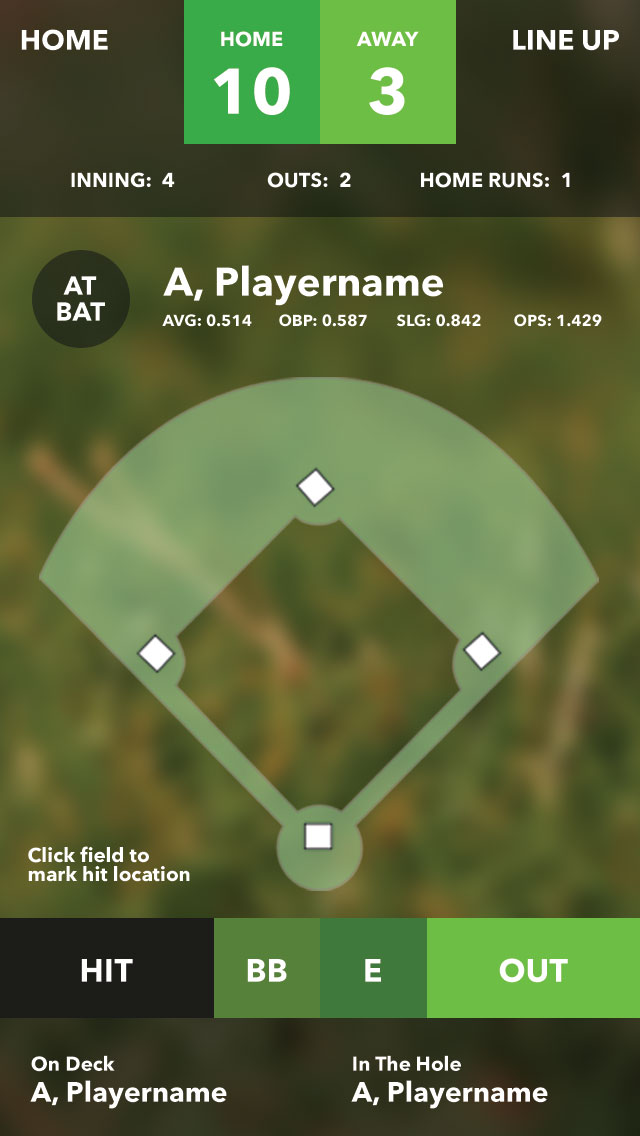 HOME
HOME
AWAY
LINE UP
10
3
INNING: 4
OUTS: 2
HOME RUNS: 1
AT
BAT
A, Playername
AVG: 0.514
OBP: 0.587
SLG: 0.842
OPS: 1.429
Click field to
mark hit location
HIT
BB
E
OUT
On Deck
A, Playername
In The Hole
A, Playername